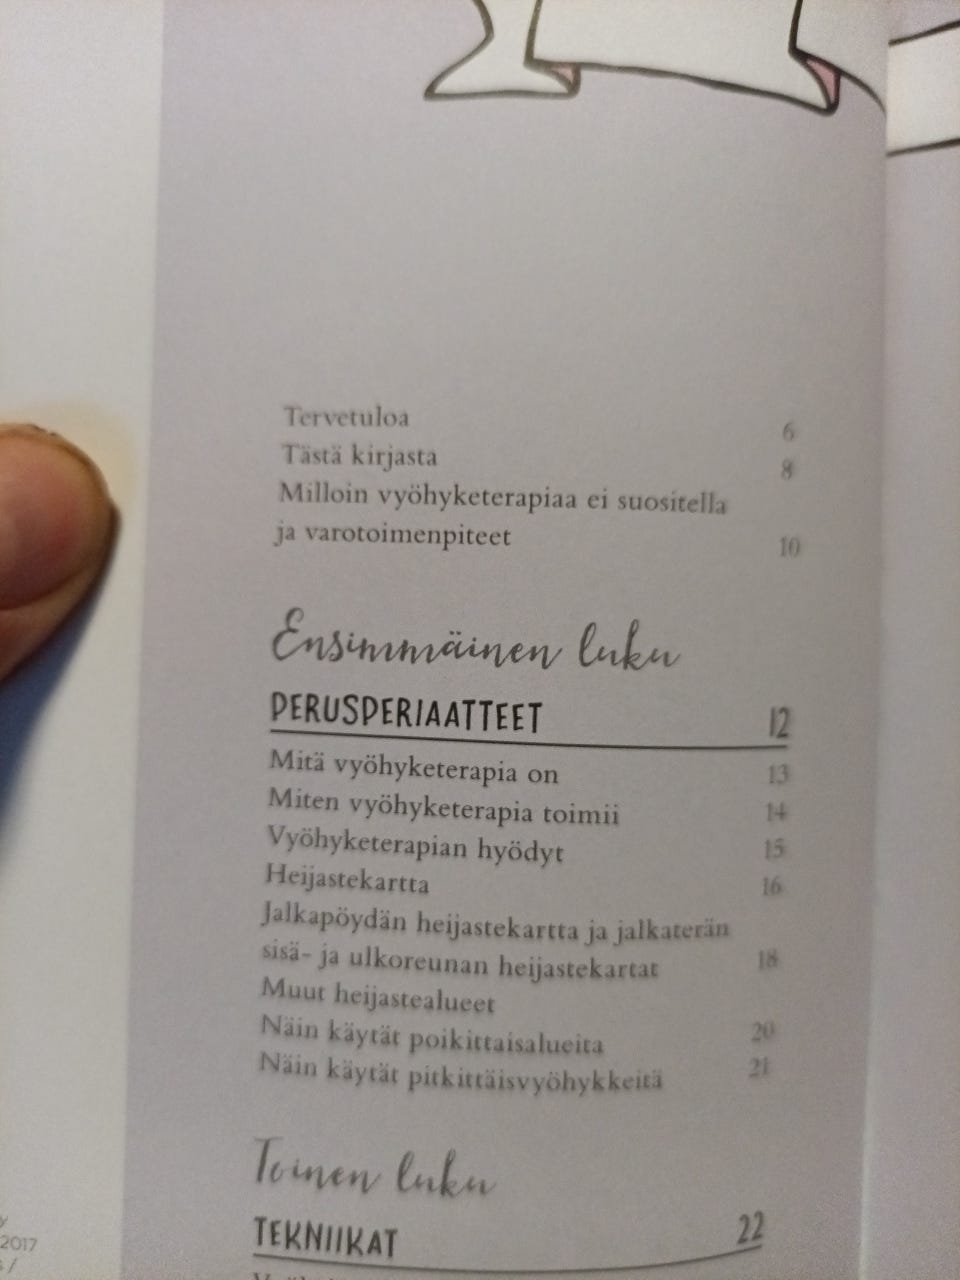 Tervetuloa 6
Tästä kirjasta 8
Milloin vyöhyketerapiaa ei suositella
ja varotoimenpiteet 10
Ensimmäinen luku
PERUSPERIAATTEET 12
Mitä vyöhyketerapia on 13
Miten vyöhyketerapia toimii 14
Vyöhyketerapian hyödyt 15
Heijastekartta 16
Jalkapöydän heijastekartta ja jalkaterän
sisä- ja ulkoreunan heijastekartat 18
Muut heijastealueet
Näin käytät poikittaisalueita 20
Näin käytät pitkittäisvyöhykkeitä 21
Toinen luku
TEKNIIKAT 22
2017